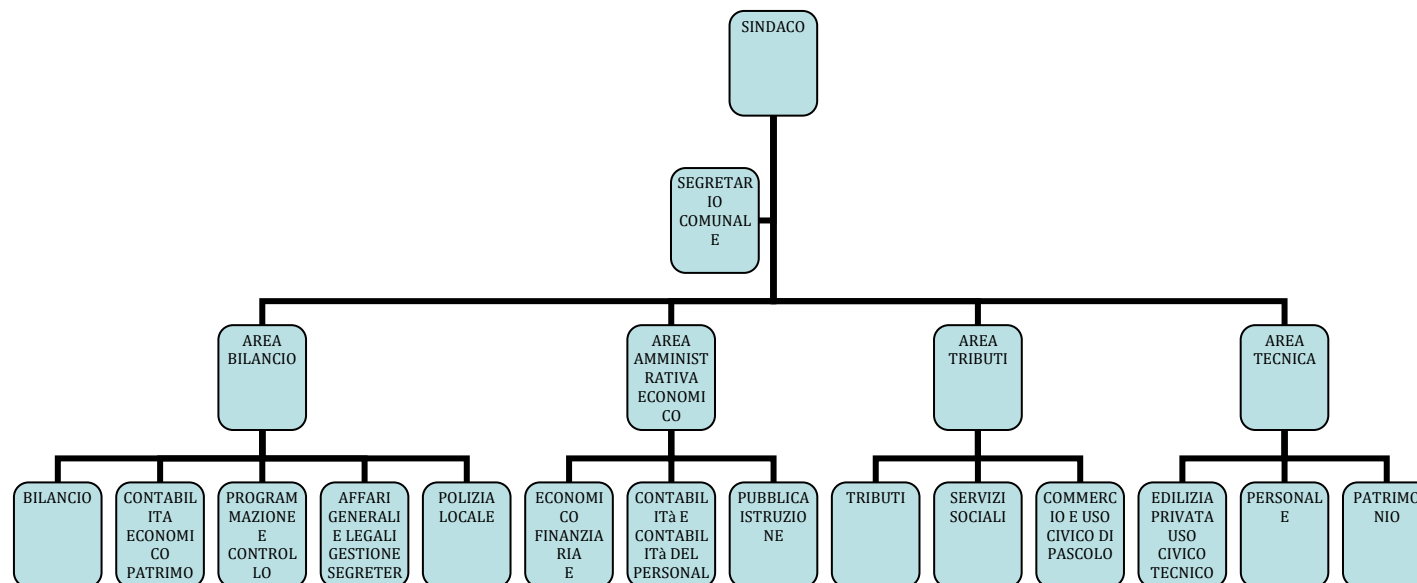 SINDACO
SEGRETAR
IO
COMUNAL
E
AREA
BILANCIO
AREA
AMMINIST
RATIVA
ECONOMI
CO
AREA
TRIBUTI
AREA
TECNICA
BILANCIO
CONTABIL
ITA
ECONOMI
CO
PATRIMO
PROGRAM
MAZIONE
E
CONTROL
LO
AFFARI
GENERALI
E LEGALI
GESTIONE
SEGRETER
POLIZIA
LOCALE
ECONOMI
CO
FINANZIA
RIA
E
CONTABIL
ITà E
CONTABIL
ITà DEL
PERSONAL
PUBBLICA
ISTRUZIO
NE
TRIBUTI
SERVIZI
SOCIALI
COMMERC
IO E USO
CIVICO DI
PASCOLO
EDILIZIA
PRIVATA
USO
CIVICO
TECNICO
PERSONAL
E
PATRIMO
NIO